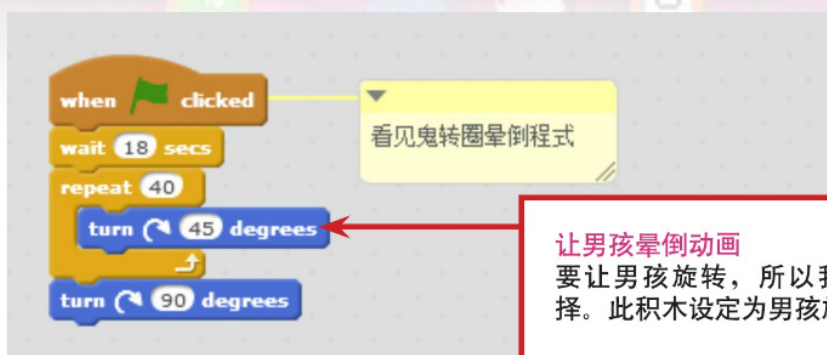 when clicked
看见鬼转圈晕倒程式
wait 18 secs
repeat 40
turn 45 degrees
turn 90 degrees
让男孩晕倒动画
要让男孩旋转，所以我
择。此积木设定为男孩